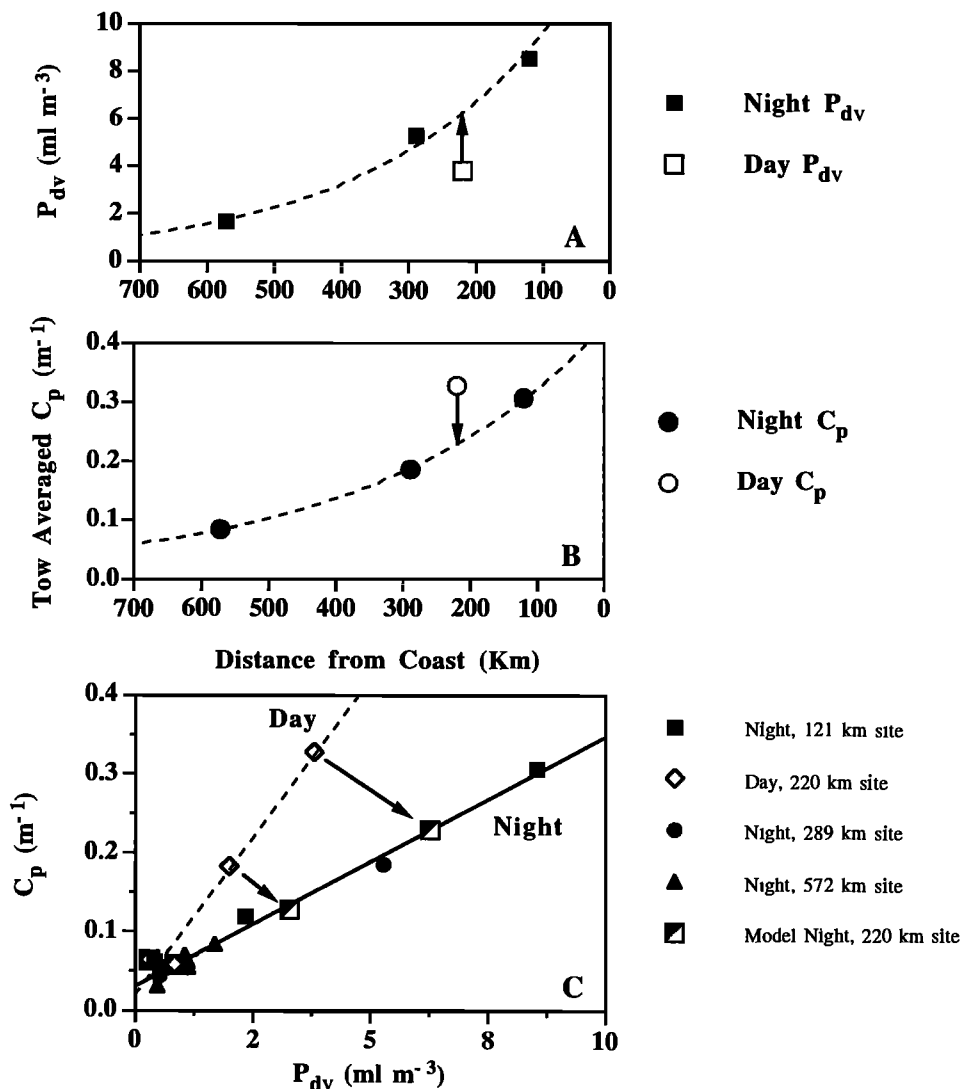 10
8
6
4
2
0
P_dv (ml m^-3)
A
700 600 500 400 300 200 100 0
Night P_dv
Day P_dv
0.4
0.3
0.2
0.1
0.0
Tow Averaged C_p (m^-1)
B
700 600 500 400 300 200 100 0
Night C_p
Day C_p
Distance from Coast (Km)
0.4
0.3
0.2
0.1
0.0
C_p (m^-1)
Day
Night
C
0 2 5 8 10
P_dv (ml m^-3)
Night, 121 km site
Day, 220 km site
Night, 289 km site
Night, 572 km site
Model Night, 220 km site